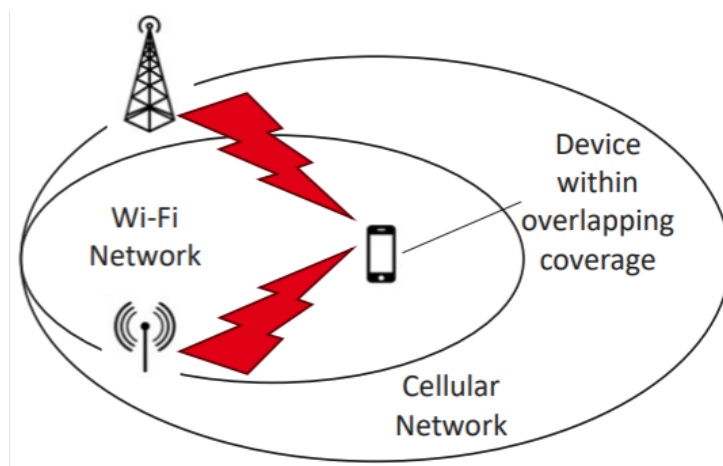 Wi-Fi
Network
Device
within
overlapping
coverage
Cellular
Network